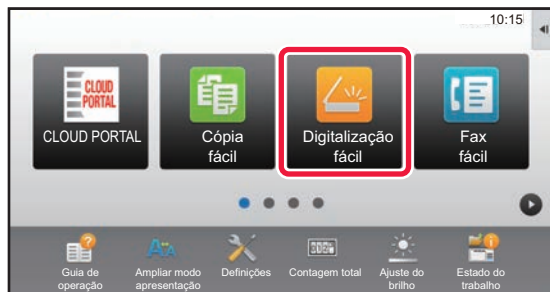 10:15
CLOUD
PORTAL
CLOUD PORTAL
Cópia
fácil
Digitalização
fácil
Fax
fácil
Guia de
operação
Ampliar modo
apresentação
Definições
Contagem total
Ajuste do
brilho
Estado do
trabalho